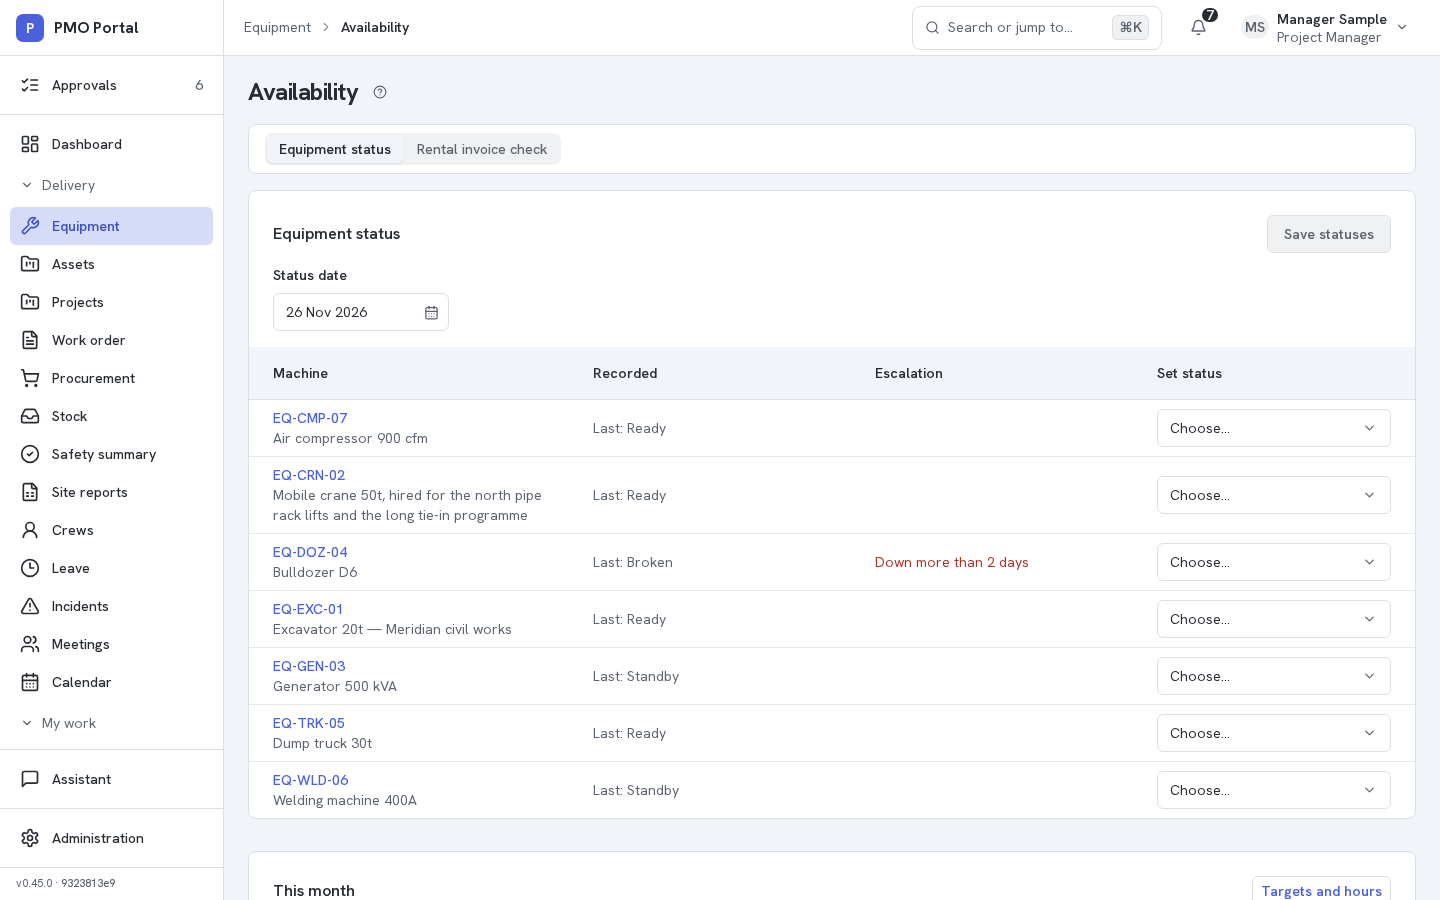 P PMO Portal
Equipment Availability
Search or jump to... ⌘K
7
MS Manager Sample
Project Manager
Approvals 6
Dashboard
Delivery
Equipment
Assets
Projects
Work order
Procurement
Stock
Safety summary
Site reports
Crews
Leave
Incidents
Meetings
Calendar
My work
Assistant
Administration
v0.45.0 · 9323813e9
Availability
Equipment status Rental invoice check
Equipment status Save statuses
Status date
26 Nov 2026
Machine Recorded Escalation Set status
EQ-CMP-07
Air compressor 900 cfm
Last: Ready
Choose...
EQ-CRN-02
Mobile crane 50t, hired for the north pipe
rack lifts and the long tie-in programme
Last: Ready
Choose...
EQ-DOZ-04
Bulldozer D6
Last: Broken
Down more than 2 days
Choose...
EQ-EXC-01
Excavator 20t — Meridian civil works
Last: Ready
Choose...
EQ-GEN-03
Generator 500 kVA
Last: Standby
Choose...
EQ-TRK-05
Dump truck 30t
Last: Ready
Choose...
EQ-WLD-06
Welding machine 400A
Last: Standby
Choose...
This month Targets and hours